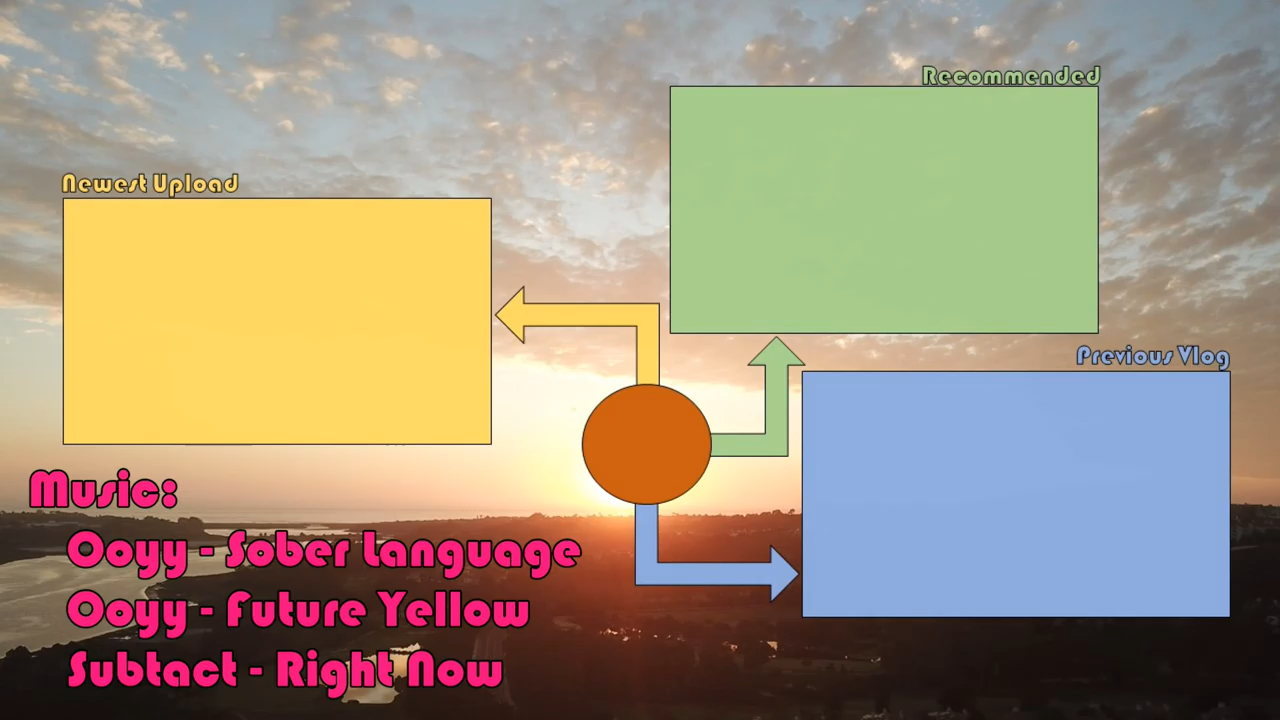 Recommended
Newest Upload
Previous Vlog
Music:
Ooyy - Sober Language
Ooyy - Future Yellow
Subtact - Right Now